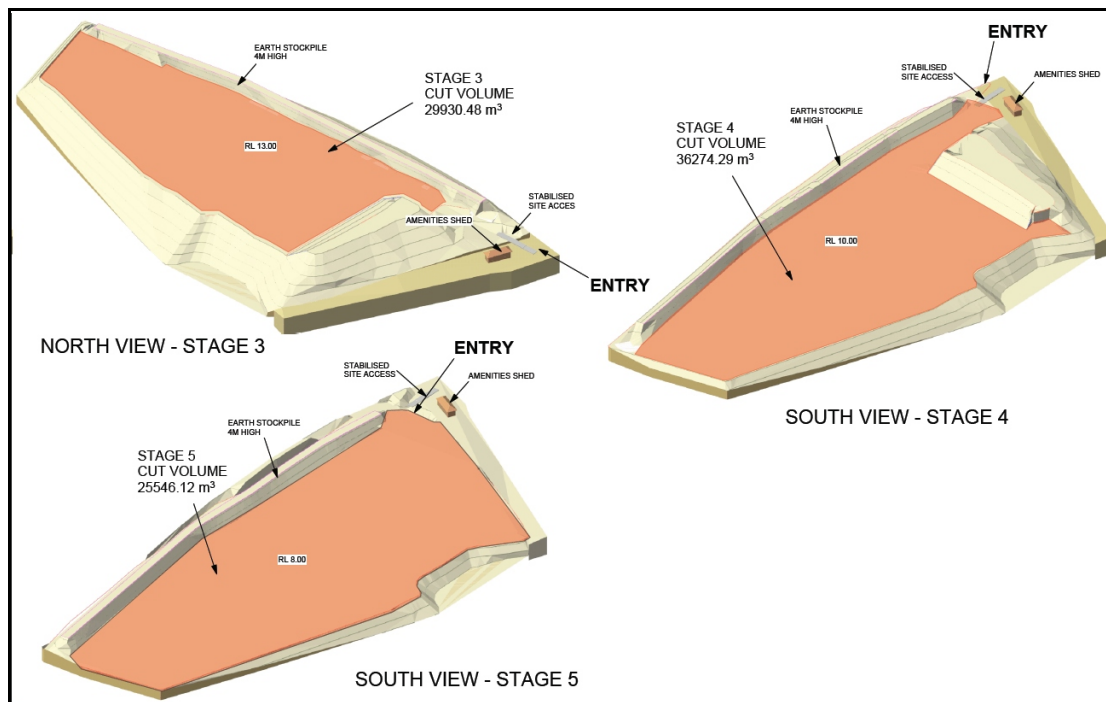 EARTH STOCKPILE
4M HIGH
STAGE 3
CUT VOLUME
29930.48 m³
RL 13.00
AMENITIES SHED
STABILISED
SITE ACCES
ENTRY
NORTH VIEW - STAGE 3
ENTRY
STABILISED
SITE ACCESS
AMENITIES SHED
EARTH STOCKPILE
4M HIGH
STAGE 4
CUT VOLUME
36274.29 m³
RL 10.00
SOUTH VIEW - STAGE 4
ENTRY
STABILISED
SITE ACCESS
AMENITIES SHED
EARTH STOCKPILE
4M HIGH
STAGE 5
CUT VOLUME
25546.12 m³
RL 8.00
SOUTH VIEW - STAGE 5